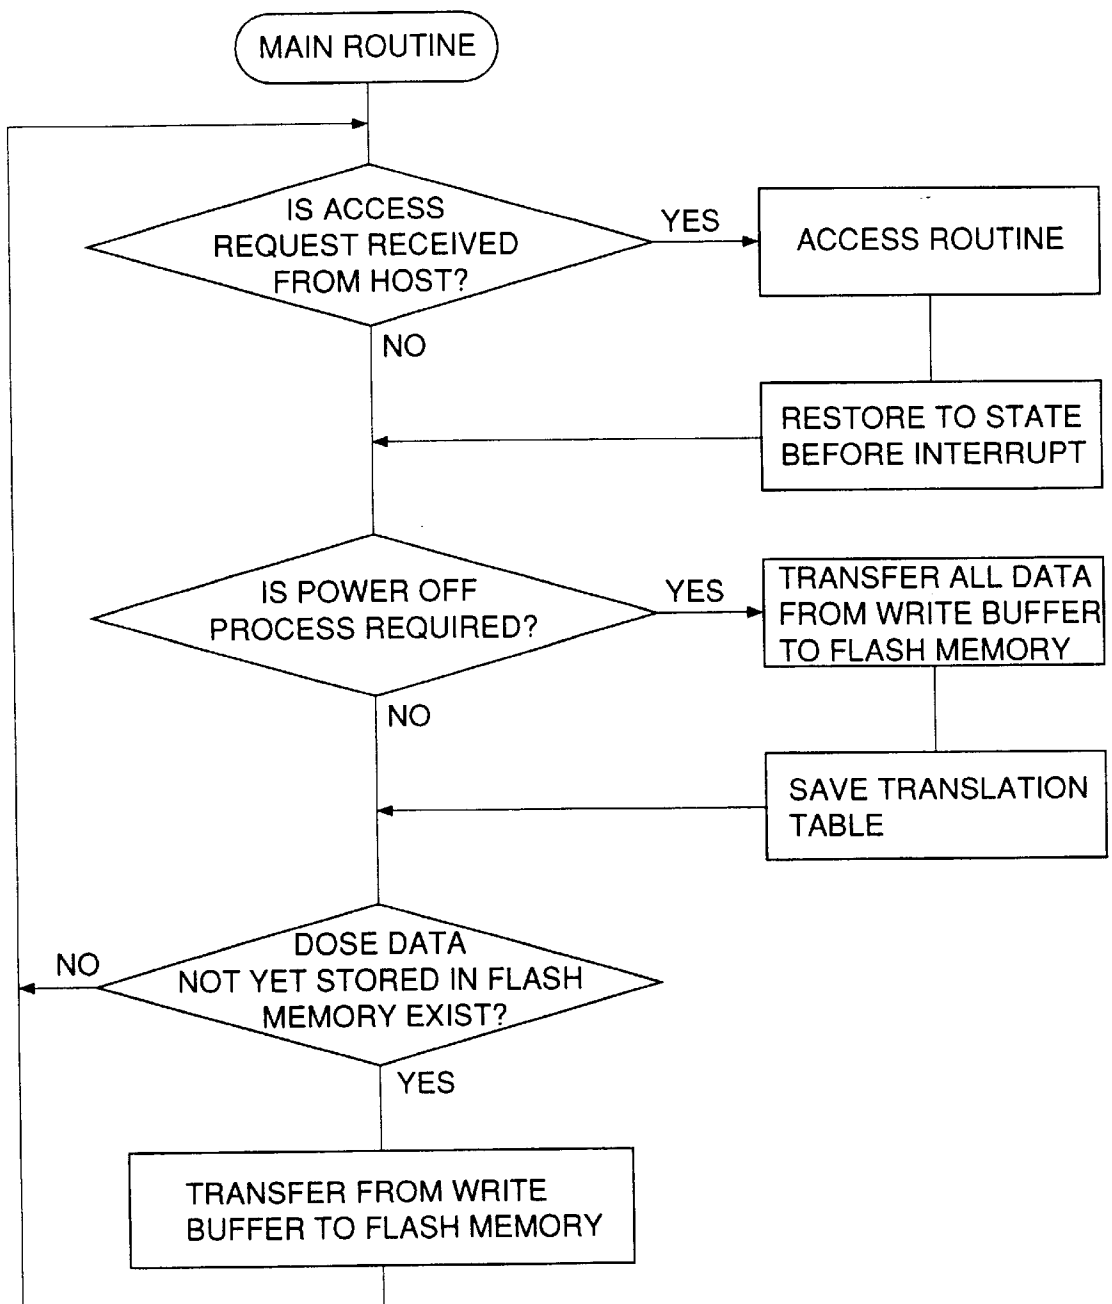 MAIN ROUTINE
IS ACCESS
REQUEST RECEIVED
FROM HOST?
YES
ACCESS ROUTINE
NO
RESTORE TO STATE
BEFORE INTERRUPT
IS POWER OFF
PROCESS REQUIRED?
YES
TRANSFER ALL DATA
FROM WRITE BUFFER
TO FLASH MEMORY
NO
SAVE TRANSLATION
TABLE
DOSE DATA
NOT YET STORED IN FLASH
MEMORY EXIST?
NO
YES
TRANSFER FROM WRITE
BUFFER TO FLASH MEMORY